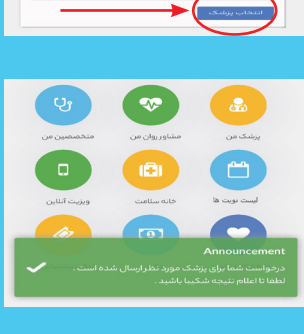 انتخاب پزشک
پزشک من
مشاور روان من
متخصصین من
لیست نوبت ها
خانه سلامت
ویزیت آنلاین
Announcement
درخواست شما برای پزشک مورد نظر ارسال شده است .
لطفا تا اعلام نتیجه شکیبا باشید .